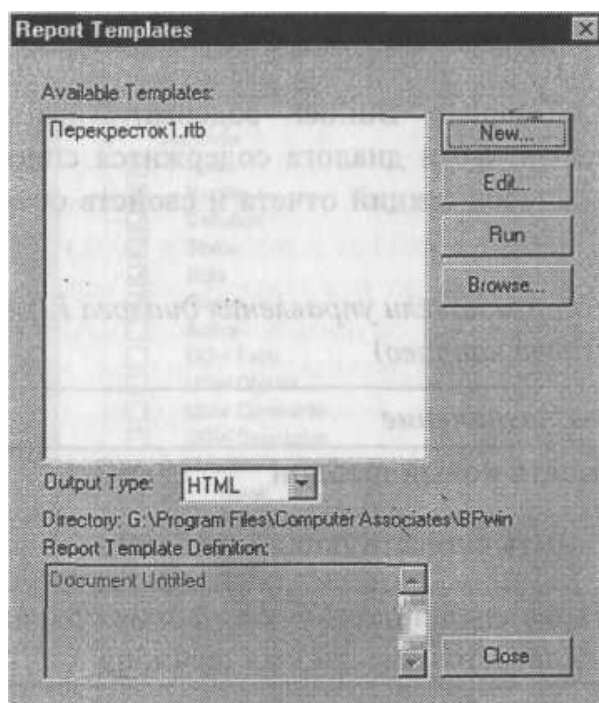 Report Templates
Available Templates:
Перекресток1.rtb
New...
Edit...
Run
Browse...
Output Type: HTML
Directory: G:\Program Files\Computer Associates\BPwin
Report Template Definition:
Document Untitled
Close